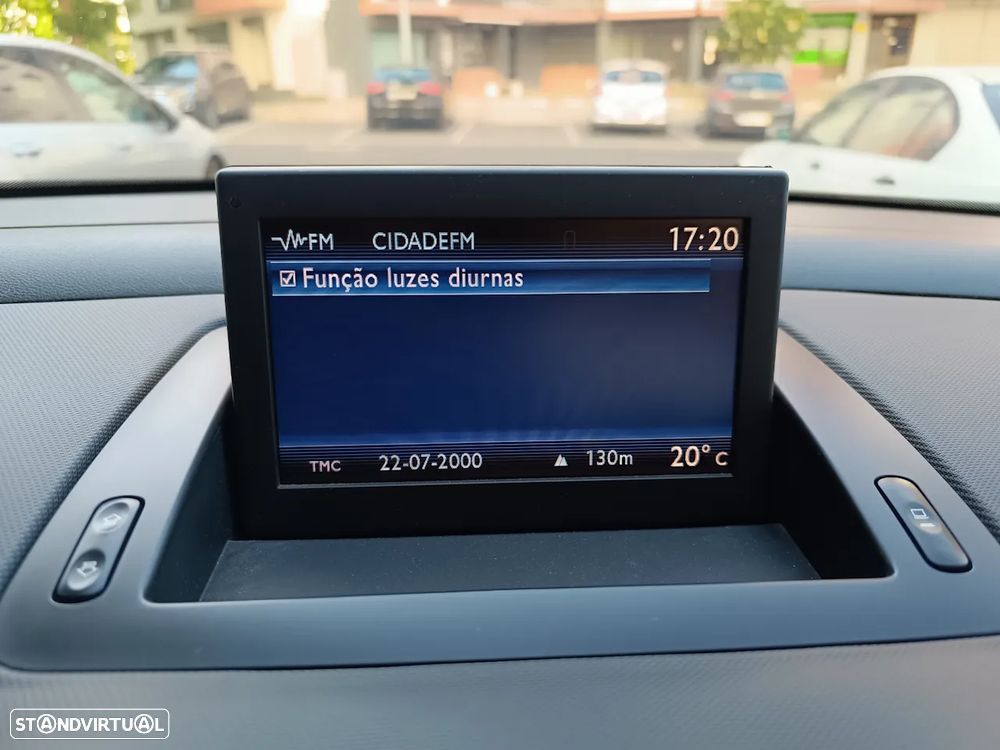 FM CIDADEFM 17:20
Função luzes diurnas
TMC 22-07-2000 130m 20°C
STANDVIRTUAL